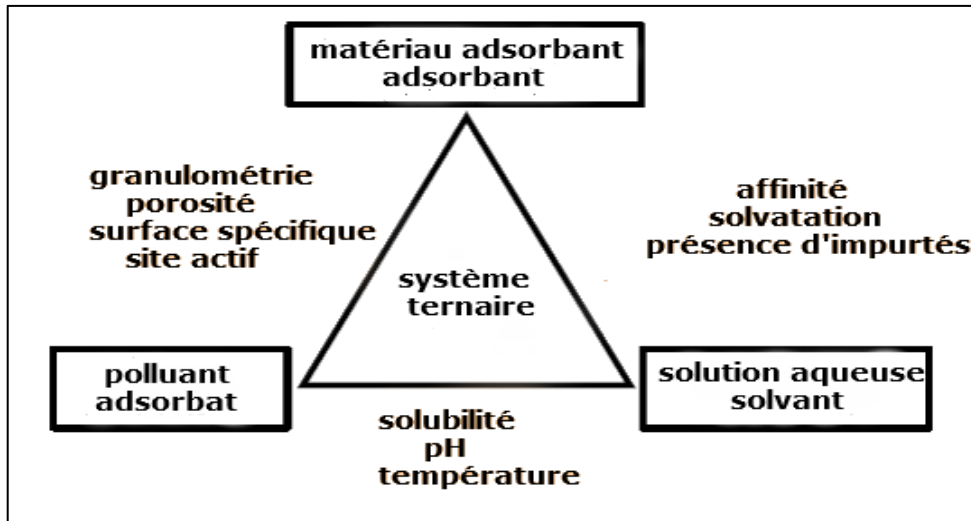 matériau adsorbant
adsorbant
granulométrie
porosité
surface spécifique
site actif
affinité
solvatation
présence d'impurtés
système
ternaire
polluant
adsorbat
solution aqueuse
solvant
solubilité
pH
température